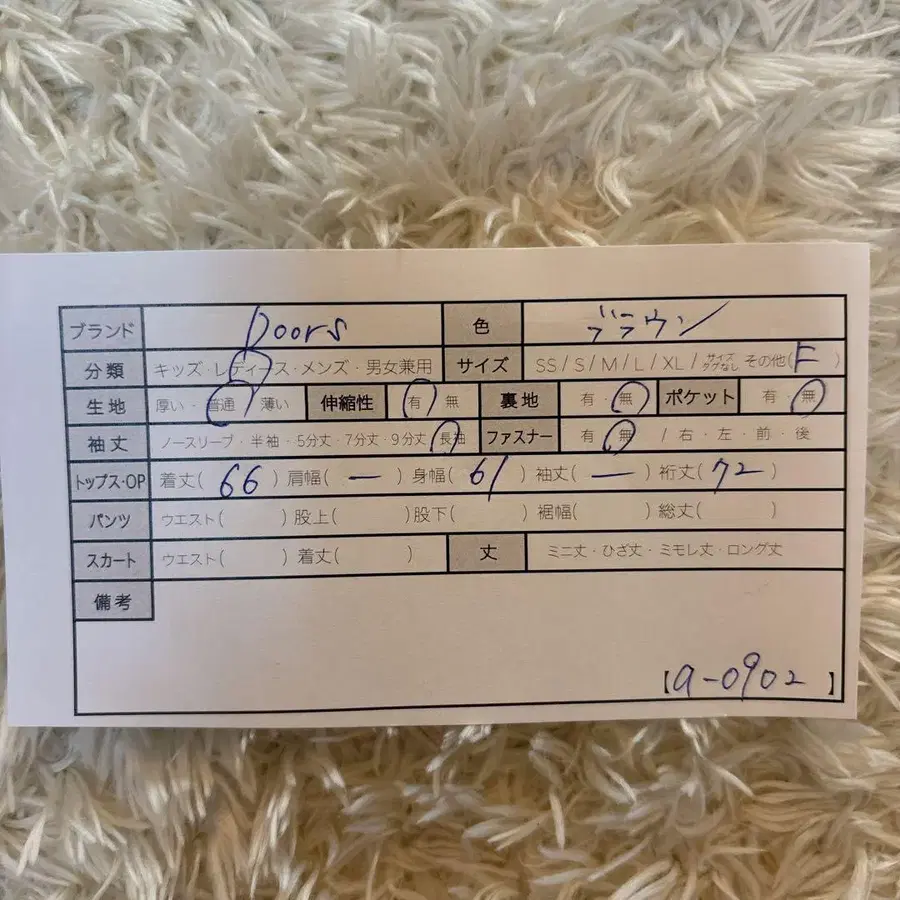 ブランド Doors 色 ブラウン
分類 キッズ・レディース・メンズ・男女兼用 サイズ SS / S / M / L / XL / サイズタグなし その他(F)
生地 厚い・普通・薄い 伸縮性 有・無 裏地 有・無 ポケット 有・無
袖丈 ノースリーブ・半袖・5分丈・7分丈・9分丈・長袖 ファスナー 有・無 / 右・左・前・後
トップス・OP 着丈( 66 ) 肩幅( ー ) 身幅( 61 ) 袖丈( ー ) 裄丈( 72 )
パンツ ウエスト( ) 股上( ) 股下( ) 裾幅( ) 総丈( )
スカート ウエスト( ) 着丈( ) 丈 ミニ丈・ひざ丈・ミモレ丈・ロング丈
備考
【a-0902】